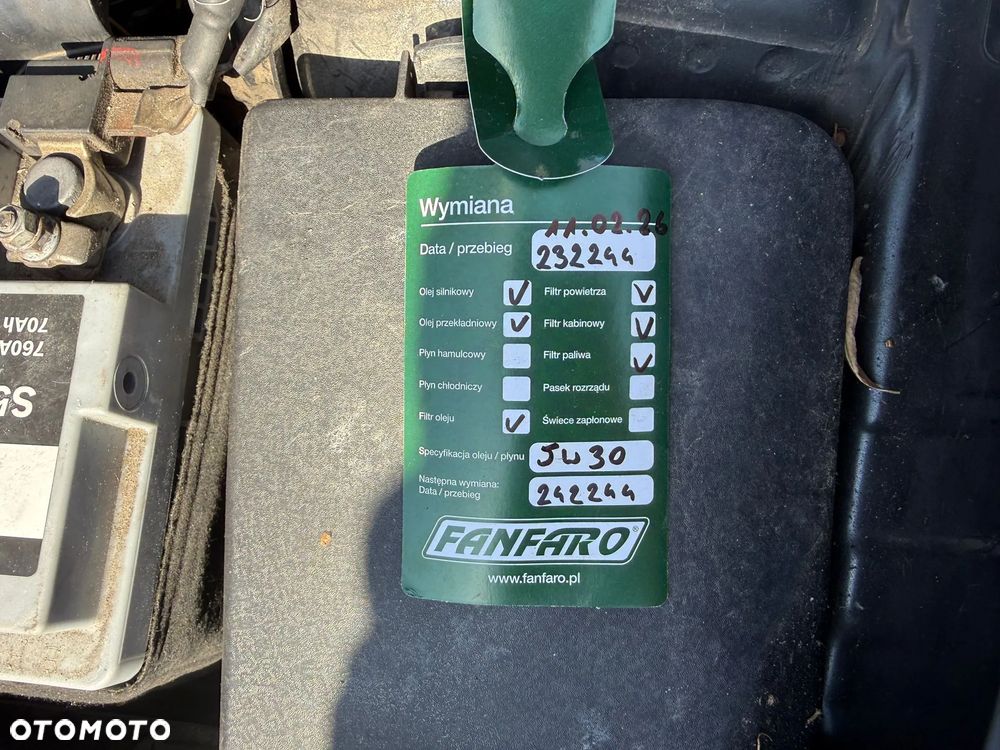 Wymiana
11.02.26
Data / przebieg 232244
Olej silnikowy ✓ Filtr powietrza ✓
Olej przekładniowy ✓ Filtr kabinowy ✓
Płyn hamulcowy Filtr paliwa ✓
Płyn chłodniczy Pasek rozrządu
Filtr oleju ✓ Świece zapłonowe
Specyfikacja oleju / płynu 5w30
Następna wymiana:
Data / przebieg 242244
FANFARO®
www.fanfaro.pl
70Ah
760A
S5
OTOMOTO